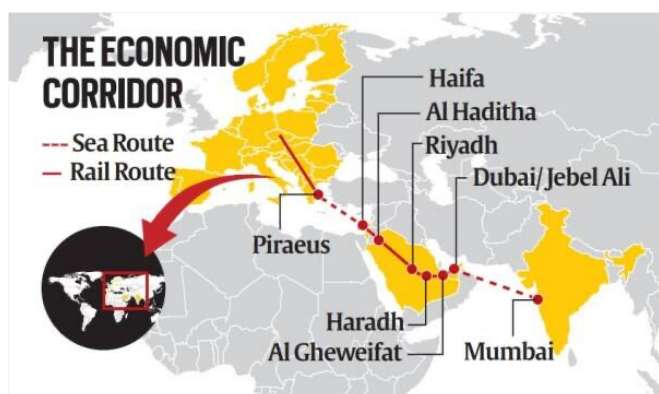 THE ECONOMIC
CORRIDOR
Sea Route
Rail Route
Haifa
Al Haditha
Riyadh
Dubai/Jebel Ali
Piraeus
Haradh
Al Gheweifat
Mumbai